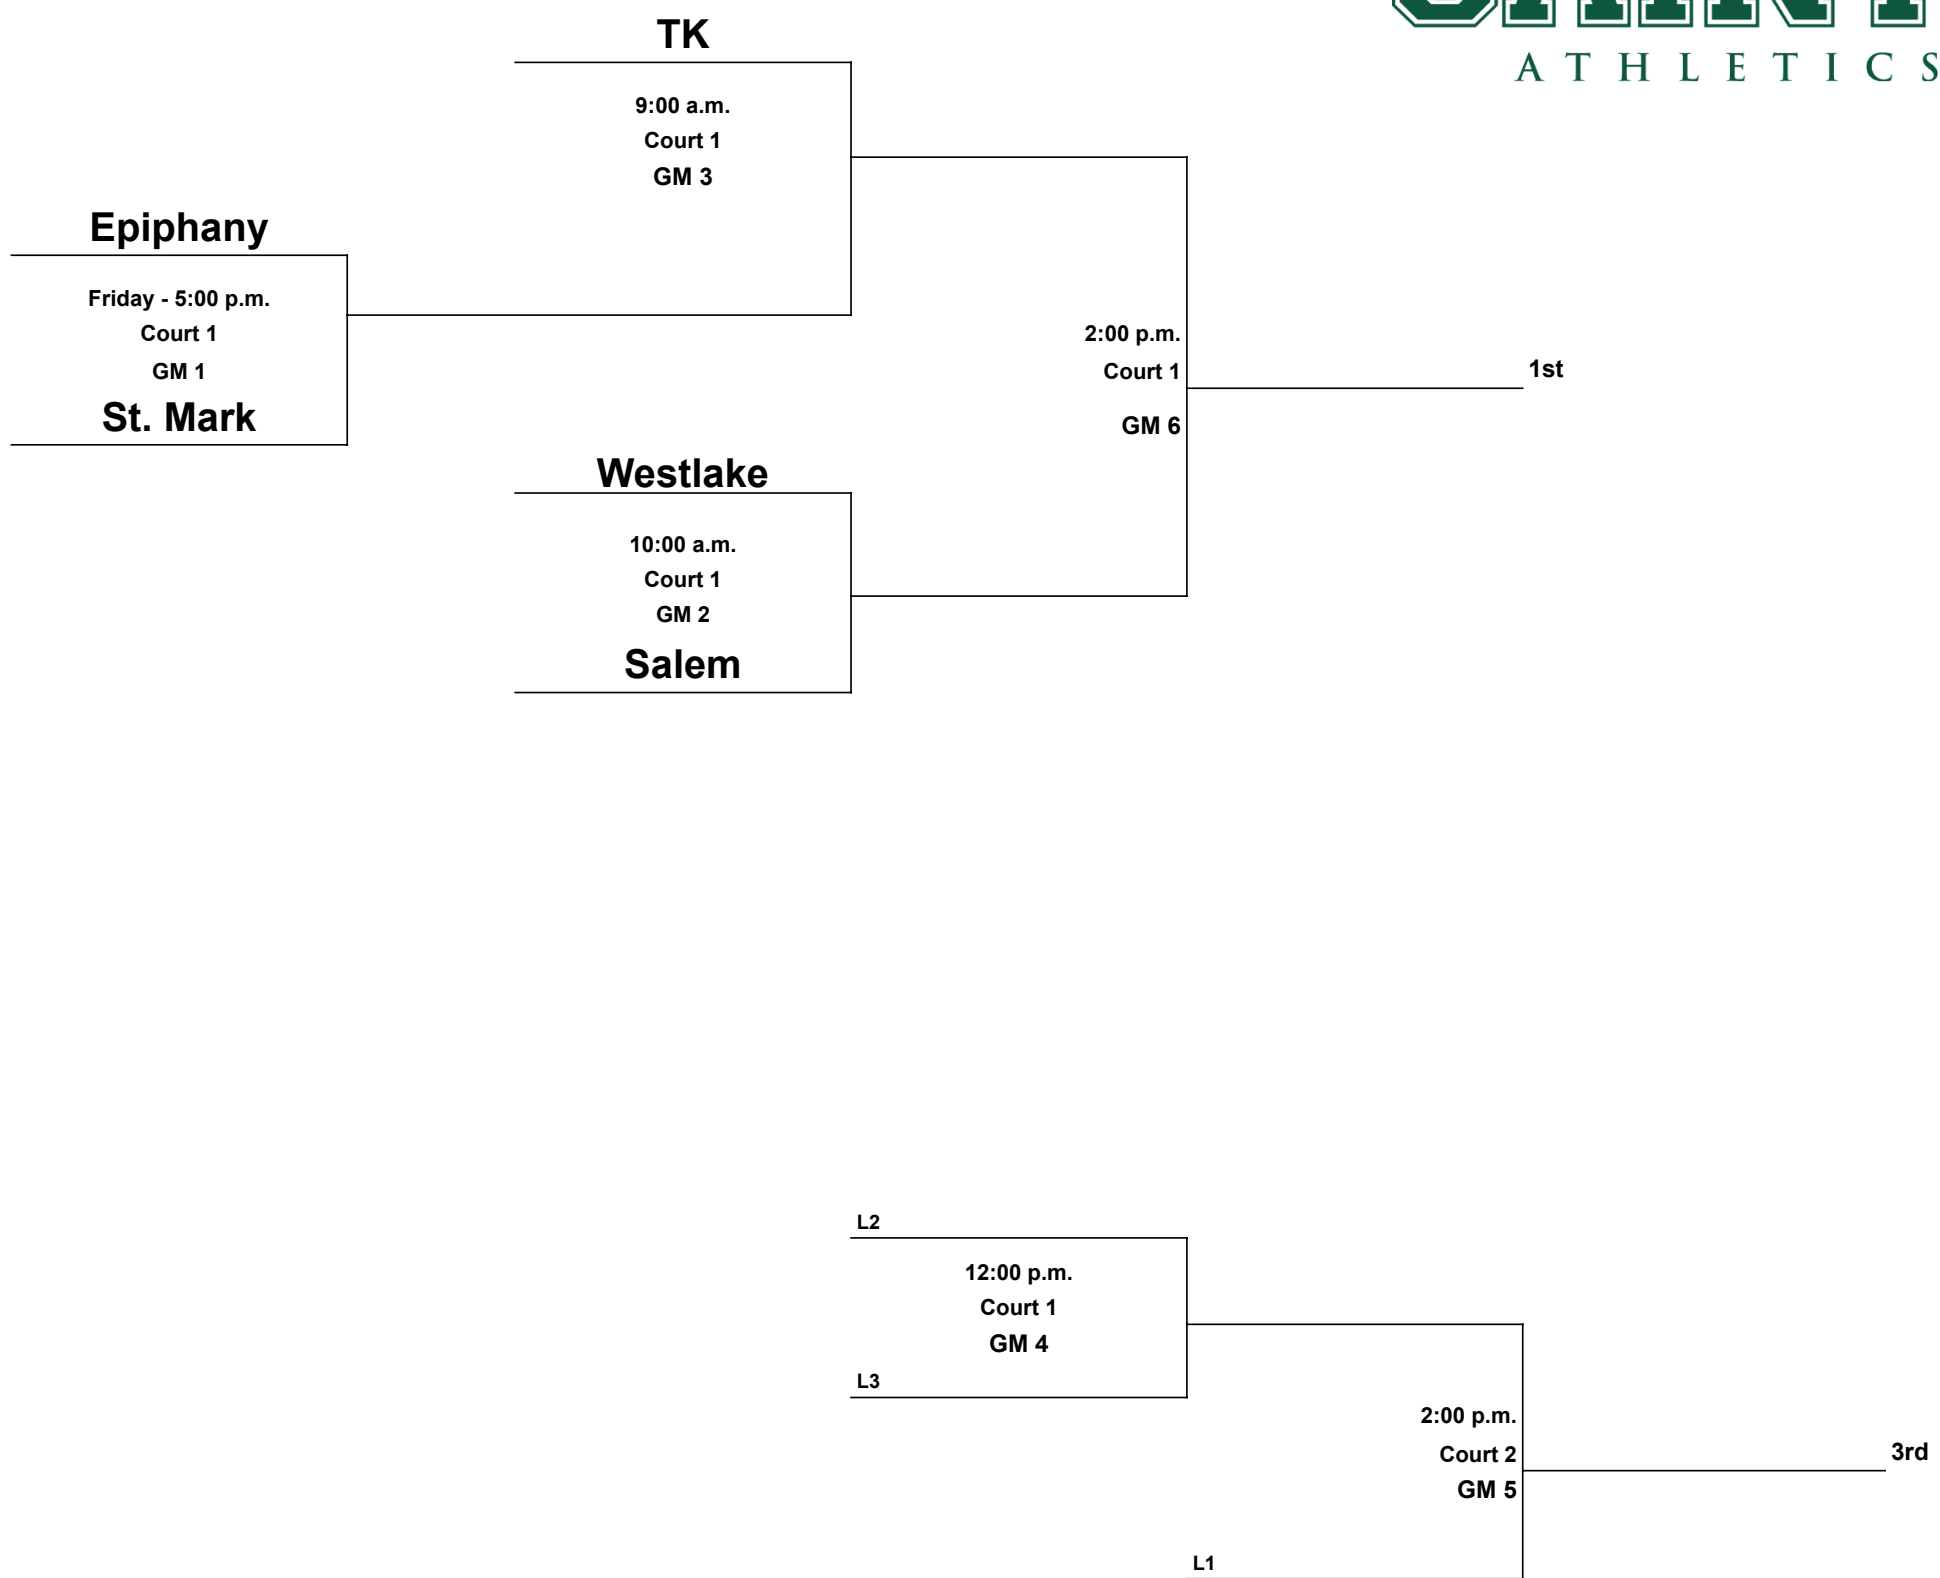 ATHLETICS
TK
9:00 a.m.
Court 1
GM 3
Epiphany
Friday - 5:00 p.m.
Court 1
GM 1
St. Mark
2:00 p.m.
Court 1
GM 6
1st
Westlake
10:00 a.m.
Court 1
GM 2
Salem
L2
12:00 p.m.
Court 1
GM 4
L3
2:00 p.m.
Court 2
GM 5
3rd
L1